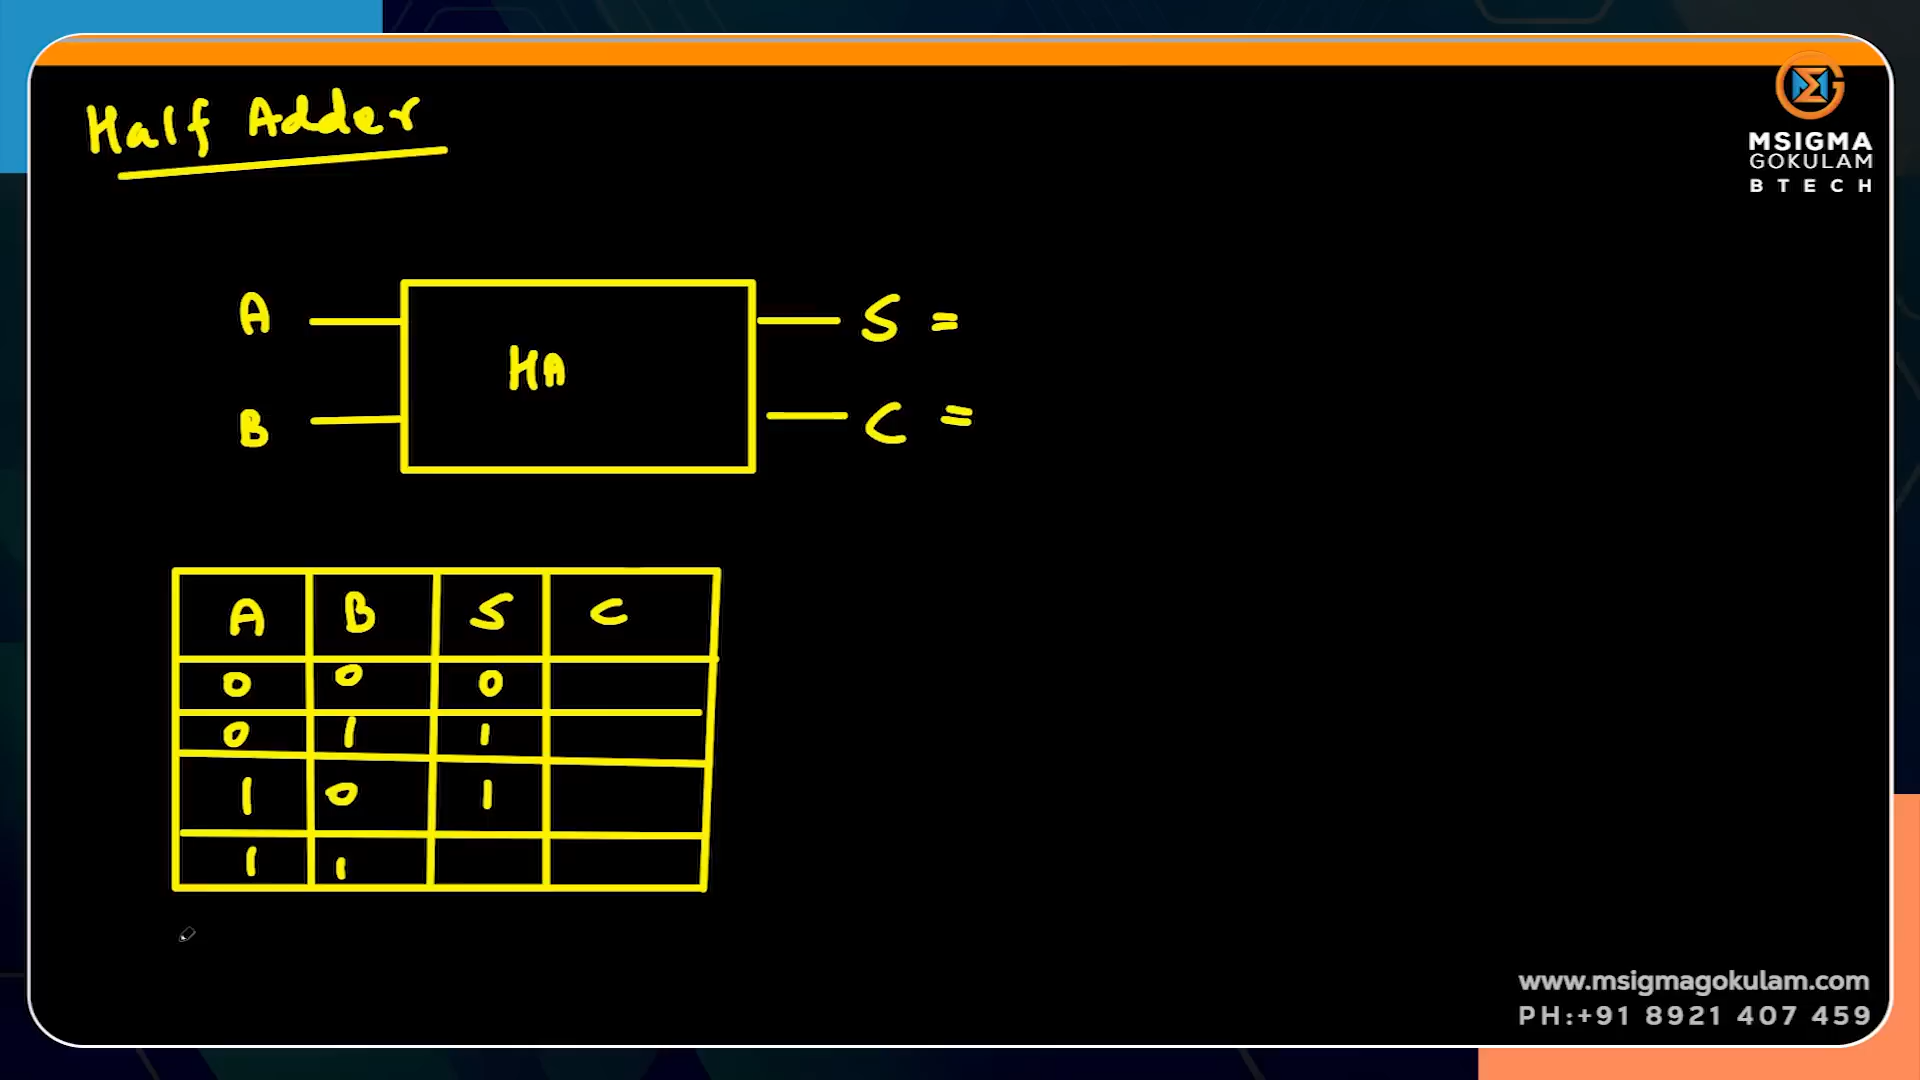 Half Adder
MSIGMA
GOKULAM
BTECH
A
S =
HA
B
C =
A B S C
0 0 0
0 1 1
1 0 1
1 1
www.msigmagokulam.com
PH:+91 8921 407 459